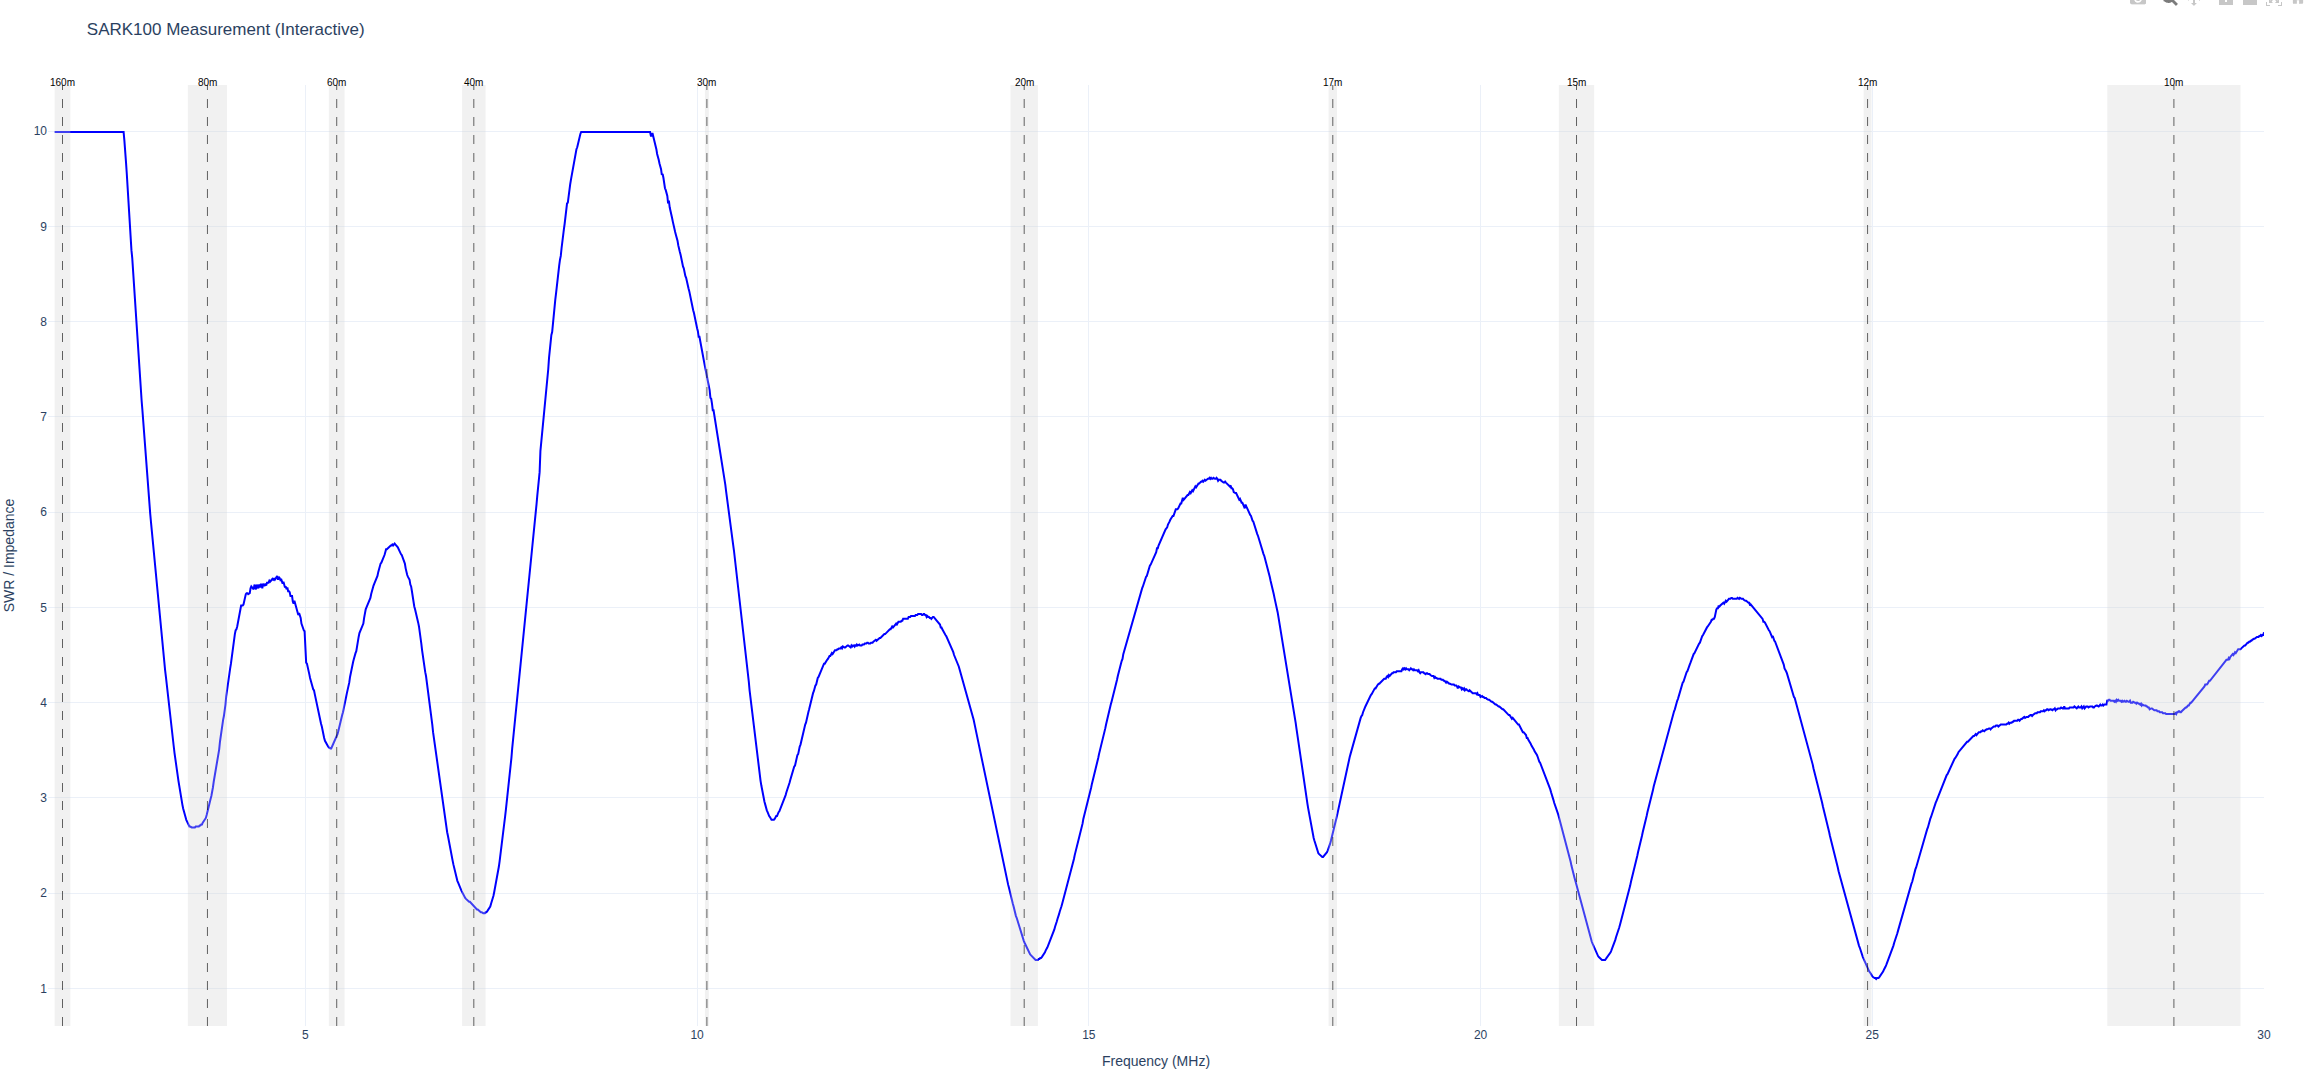 SARK100 Measurement (Interactive)
160m 80m 60m 40m 30m 20m 17m 15m 12m 10m
10
9
8
7
6
5
4
3
2
1
SWR / Impedance
5 10 15 20 25 30
Frequency (MHz)